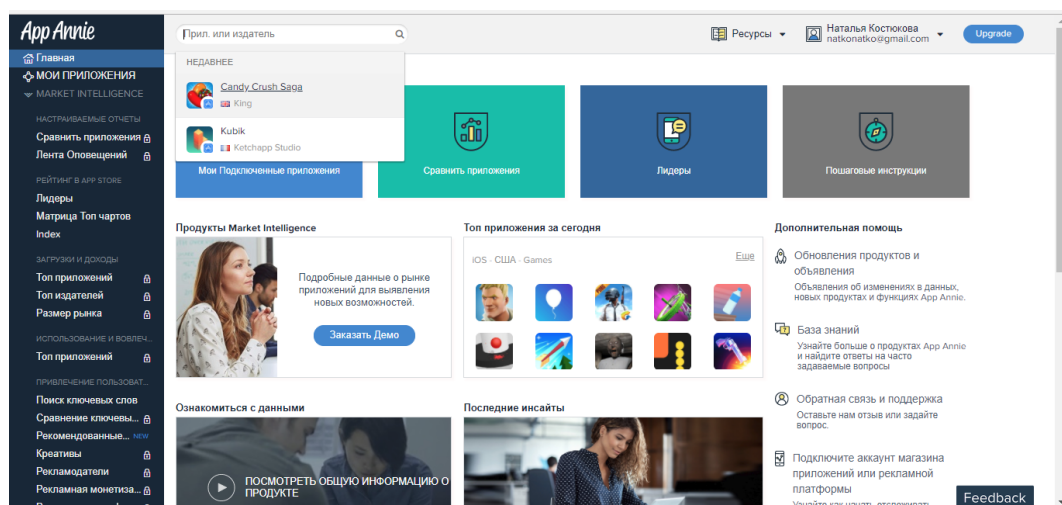 App Annie
Прил. или издатель
Ресурсы
Наталья Костюкова
natkonatko@gmail.com
Upgrade
Главная
МОИ ПРИЛОЖЕНИЯ
MARKET INTELLIGENCE
НАСТРАИВАЕМЫЕ ОТЧЕТЫ
Сравнить приложения
Лента Оповещений
РЕЙТИНГ В APP STORE
Лидеры
Матрица Топ чартов
Index
ЗАГРУЗКИ И ДОХОДЫ
Топ приложений
Топ издателей
Размер рынка
ИСПОЛЬЗОВАНИЕ И ВОВЛЕЧ...
Топ приложений
ПРИВЛЕЧЕНИЕ ПОЛЬЗОВАТ...
Поиск ключевых слов
Сравнение ключевы...
Рекомендованные... NEW
Креативы
Рекламодатели
Рекламная монетиза...
НЕДАВНЕЕ
Candy Crush Saga
King
Kubik
Ketchapp Studio
Мои Подключенные приложения
Сравнить приложения
Лидеры
Пошаговые инструкции
Продукты Market Intelligence
Подробные данные о рынке
приложений для выявления
новых возможностей.
Заказать Демо
Топ приложения за сегодня
iOS - США - Games
Еще
Дополнительная помощь
Обновления продуктов и
объявления
Объявления об изменениях в данных,
новых продуктах и функциях App Annie.
База знаний
Узнайте больше о продуктах App Annie
и найдите ответы на часто
задаваемые вопросы
Обратная связь и поддержка
Оставьте нам отзыв или задайте
вопрос.
Подключите аккаунт магазина
приложений или рекламной
платформы
Узнайте как начать отслеживать
Ознакомиться с данными
ПОСМОТРЕТЬ ОБЩУЮ ИНФОРМАЦИЮ О
ПРОДУКТЕ
Последние инсайты
Feedback